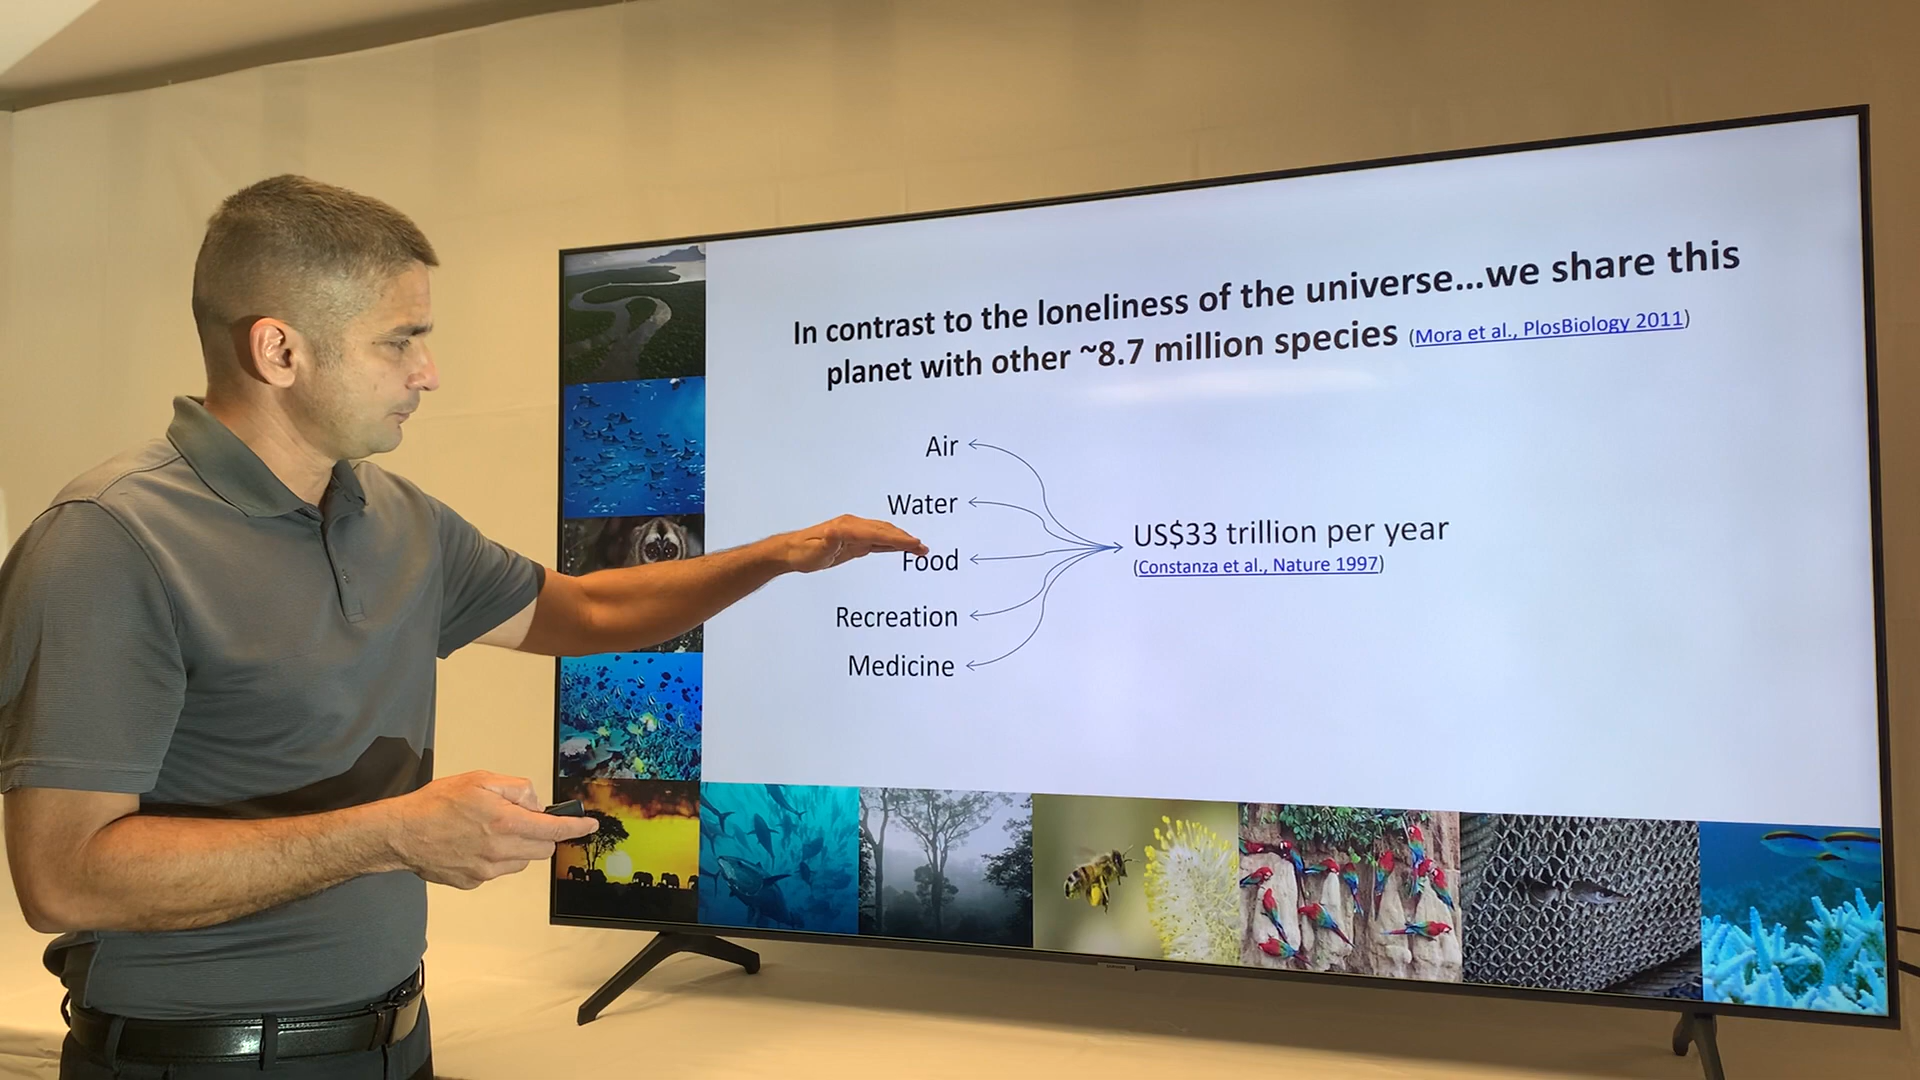 In contrast to the loneliness of the universe...we share this
planet with other ~8.7 million species (Mora et al., PlosBiology 2011)
Air
Water
Food
Recreation
Medicine
US$33 trillion per year
(Constanza et al., Nature 1997)